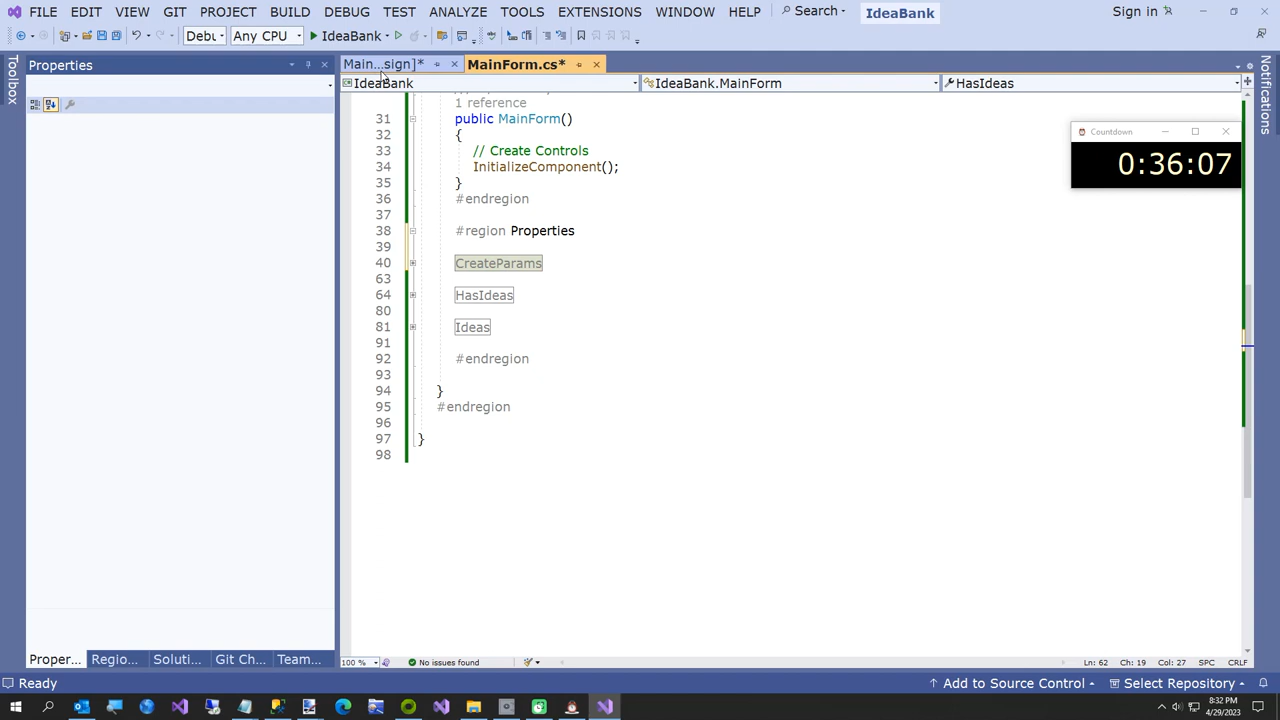 FILE EDIT VIEW GIT PROJECT BUILD DEBUG TEST ANALYZE TOOLS EXTENSIONS WINDOW HELP Search IdeaBank Sign in
Debu Any CPU IdeaBank
Toolbox
Properties
Main...sign]* MainForm.cs*
Notifications
IdeaBank IdeaBank.MainForm HasIdeas
1 reference
31 public MainForm()
32 {
33 // Create Controls
34 InitializeComponent();
35 }
36 #endregion
37
38 #region Properties
39
40 CreateParams
63
64 HasIdeas
80
81 Ideas
91
92 #endregion
93
94 }
95 #endregion
96
97 }
98
Countdown
0:36:07
100 % No issues found Ln: 62 Ch: 19 Col: 27 SPC CRLF
Proper... Regio... Soluti... Git Ch... Team...
Ready Add to Source Control Select Repository
8:32 PM
4/29/2023